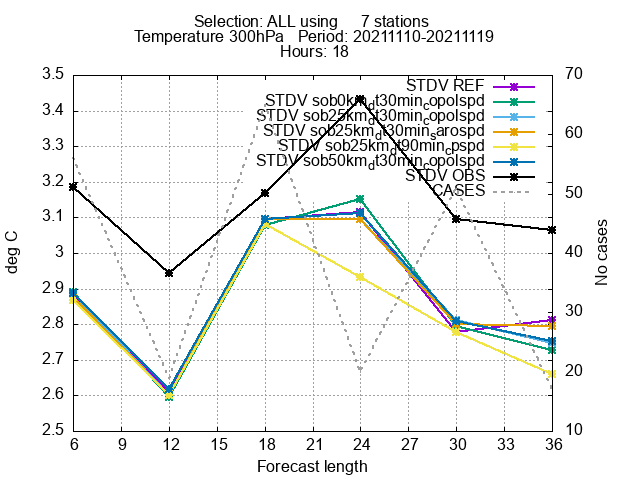 Selection: ALL using 7 stations
Temperature 300hPa Period: 20211110-20211119
Hours: 18
3.5
3.4
3.3
3.2
3.1
3
2.9
2.8
2.7
2.6
2.5
deg C
STDV REF
STDV sob0km_dt30min_copolspd
STDV sob25km_dt30min_copolspd
STDV sob25km_dt30min_sarospd
STDV sob25km_dt90min_cpspd
STDV sob50km_dt30min_copolspd
STDV OBS
CASES
70
60
50
40
30
20
10
No cases
6 9 12 15 18 21 24 27 30 33 36
Forecast length